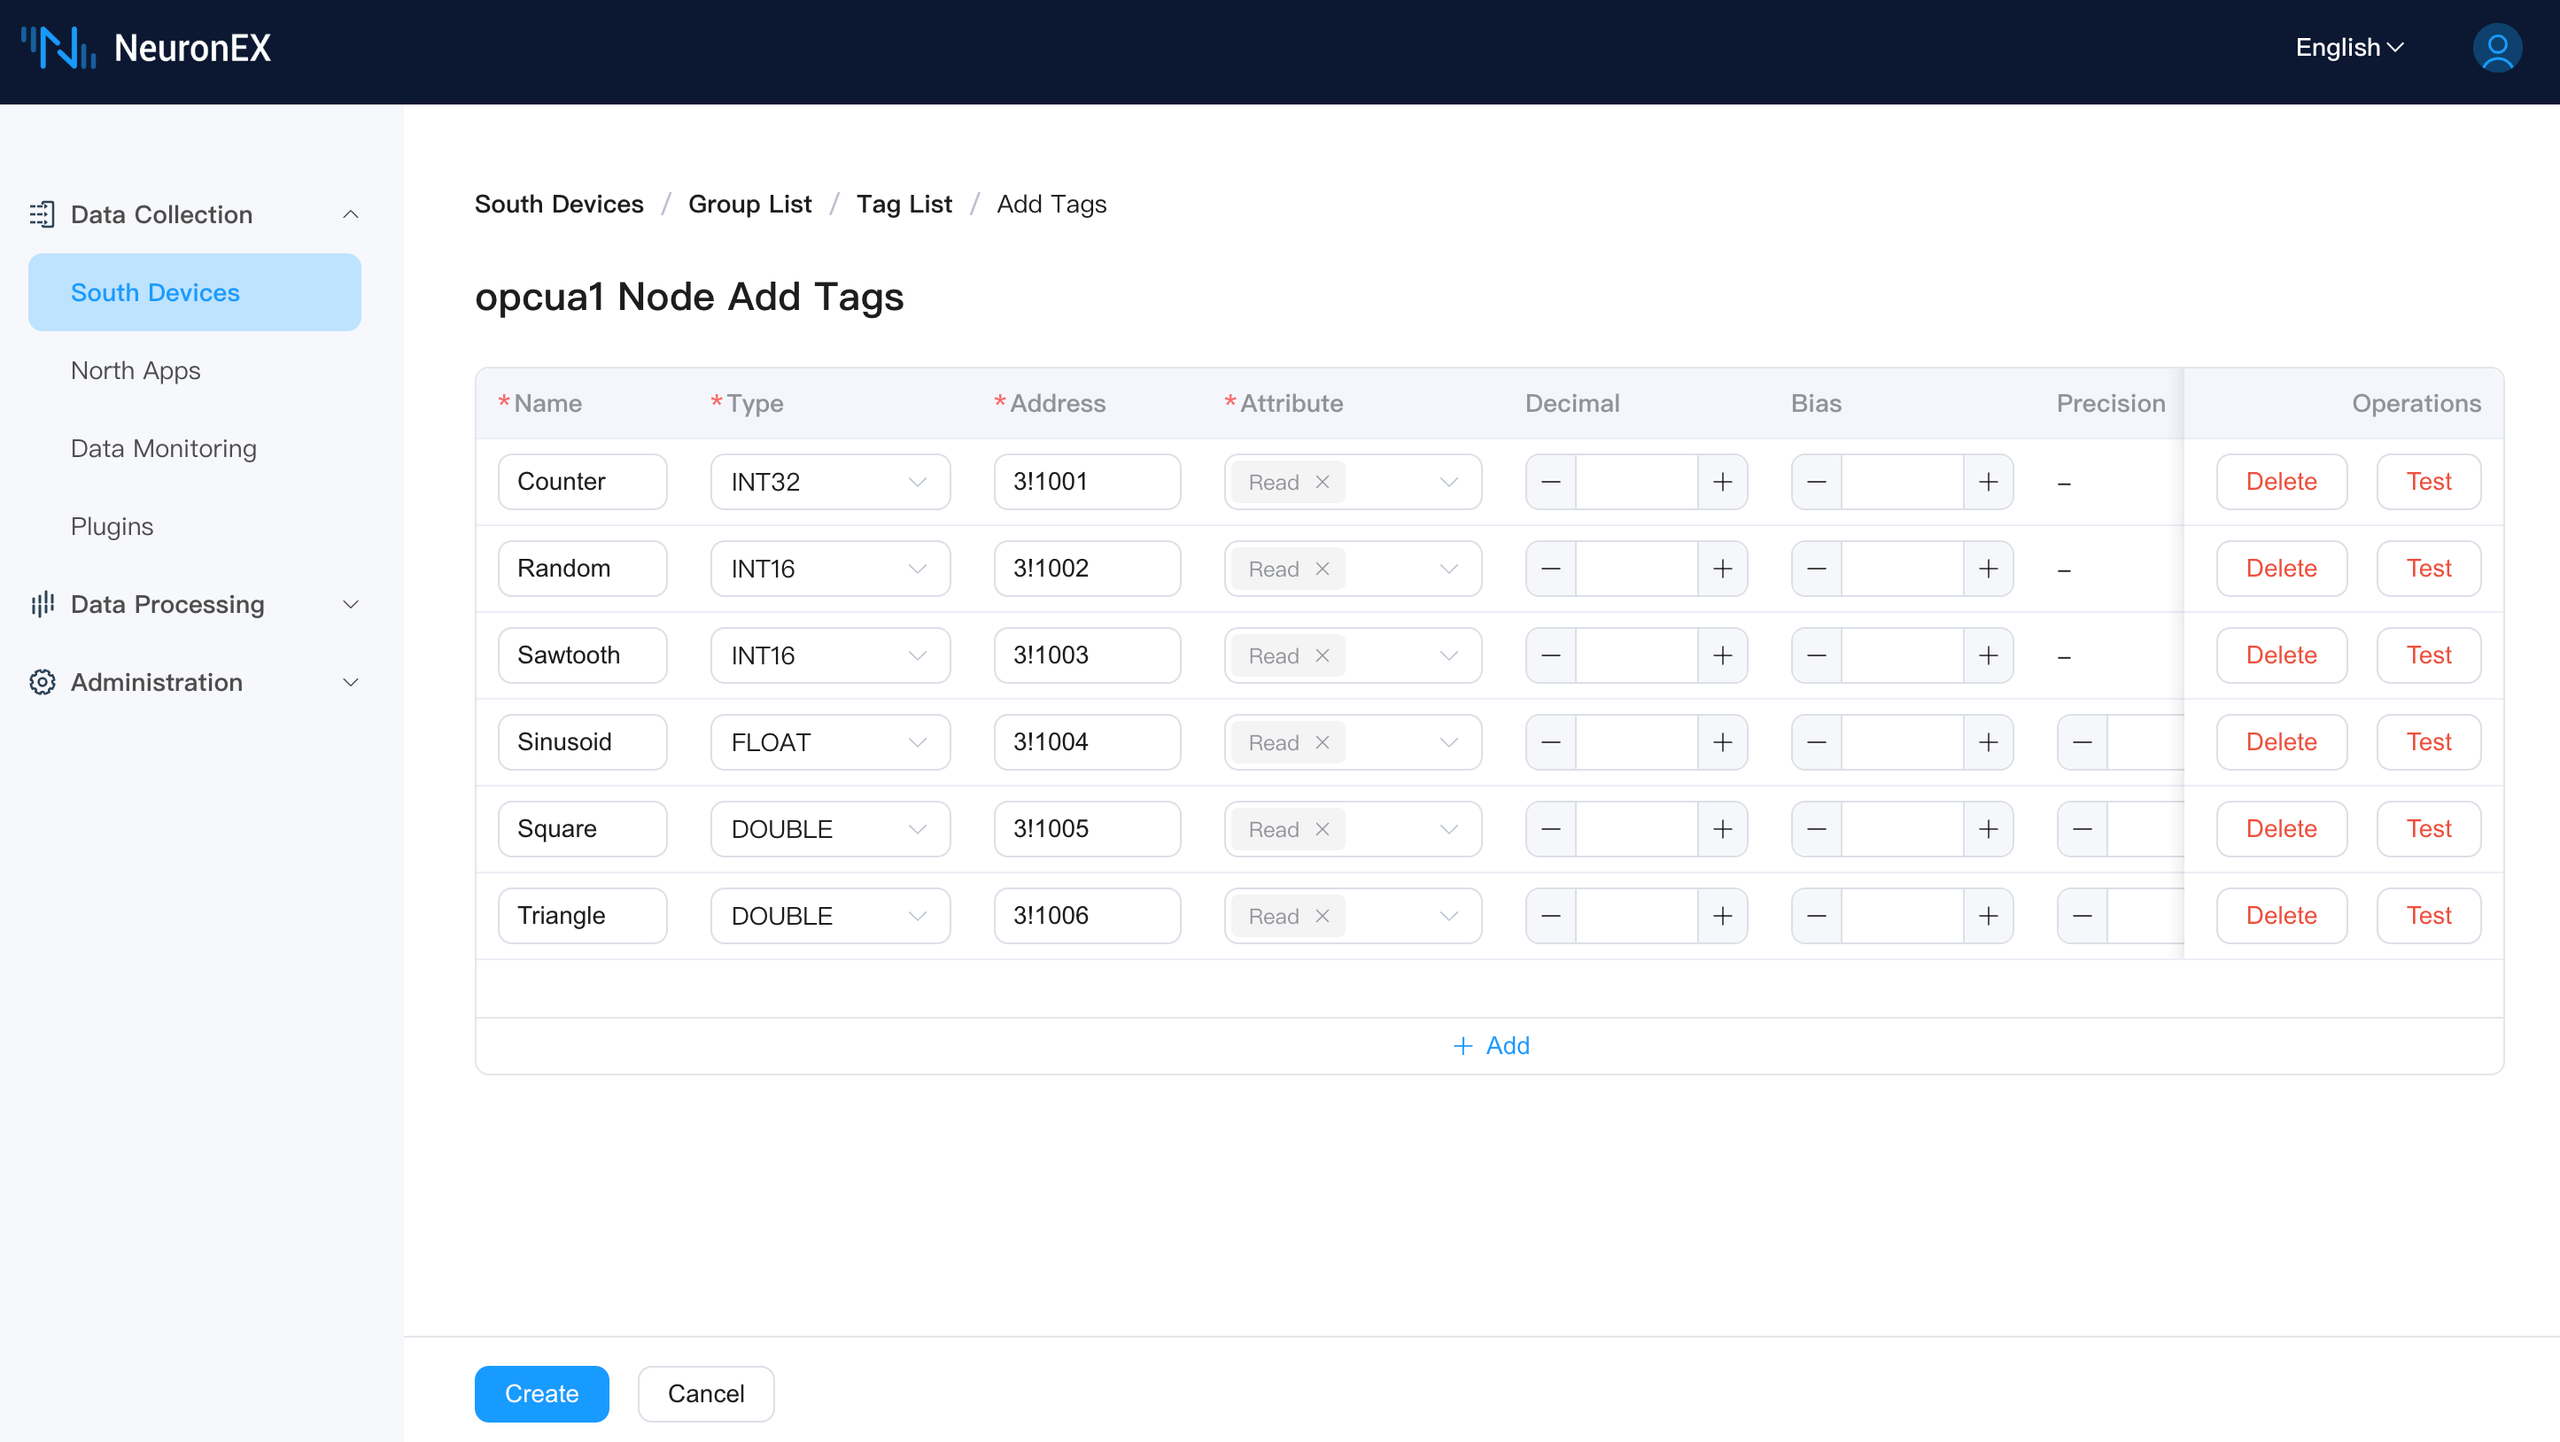 NeuronEX
English
Data Collection
South Devices
North Apps
Data Monitoring
Plugins
Data Processing
Administration
South Devices / Group List / Tag List / Add Tags
opcua1 Node Add Tags
* Name * Type * Address * Attribute Decimal Bias Precision Operations
Counter INT32 3!1001 Read – Delete Test
Random INT16 3!1002 Read – Delete Test
Sawtooth INT16 3!1003 Read – Delete Test
Sinusoid FLOAT 3!1004 Read Delete Test
Square DOUBLE 3!1005 Read Delete Test
Triangle DOUBLE 3!1006 Read Delete Test
+ Add
Create Cancel